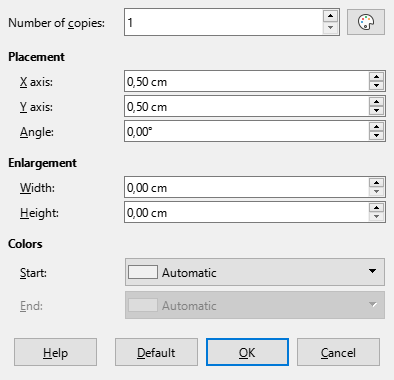 Number of copies: 1
Placement
X axis: 0,50 cm
Y axis: 0,50 cm
Angle: 0,00°
Enlargement
Width: 0,00 cm
Height: 0,00 cm
Colors
Start: Automatic
End: Automatic
Help Default OK Cancel